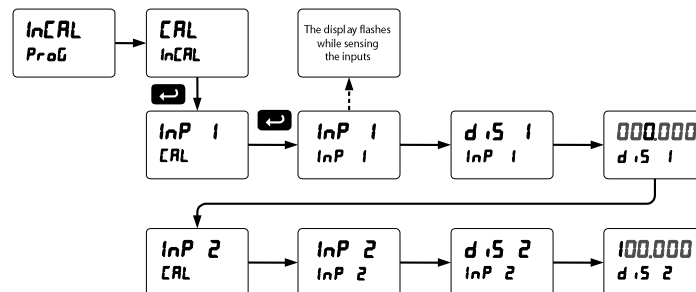 InCAL
ProG
CAL
InCAL
The display flashes
while sensing
the inputs
InP 1
CAL
InP 1
InP 1
diS 1
InP 1
000.000
diS 1
InP 2
CAL
InP 2
InP 2
diS 2
InP 2
100.000
diS 2